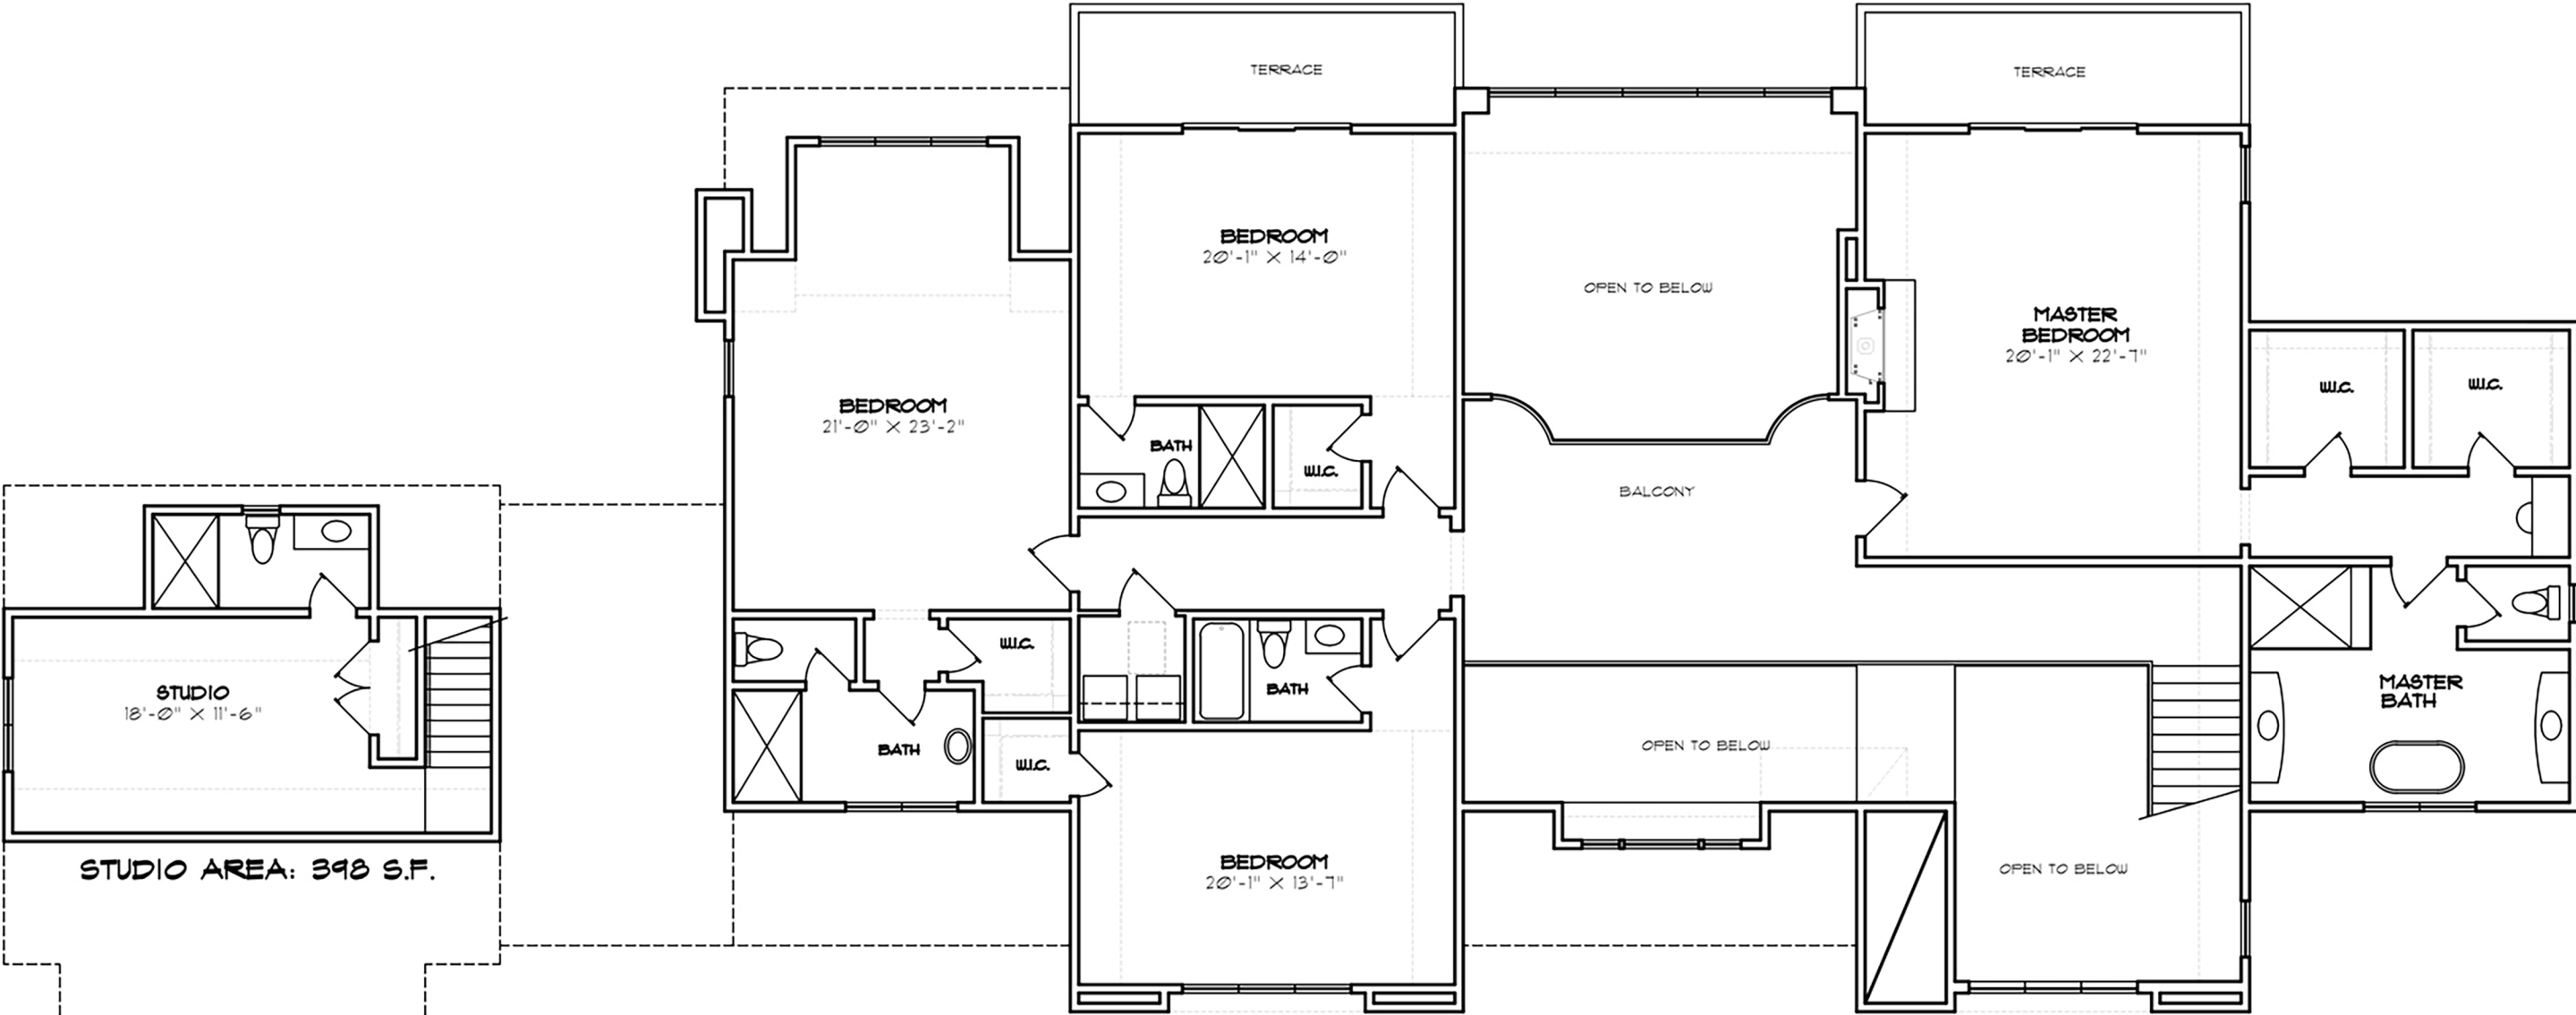 TERRACE
TERRACE
BEDROOM
20'-1" X 14'-0"
OPEN TO BELOW
MASTER
BEDROOM
20'-1" X 22'-7"
W.I.C.
W.I.C.
BEDROOM
21'-0" X 23'-2"
BATH
W.I.C.
BALCONY
STUDIO
18'-0" X 11'-6"
W.I.C.
BATH
MASTER
BATH
BATH
W.I.C.
OPEN TO BELOW
STUDIO AREA: 398 S.F.
BEDROOM
20'-1" X 13'-7"
OPEN TO BELOW